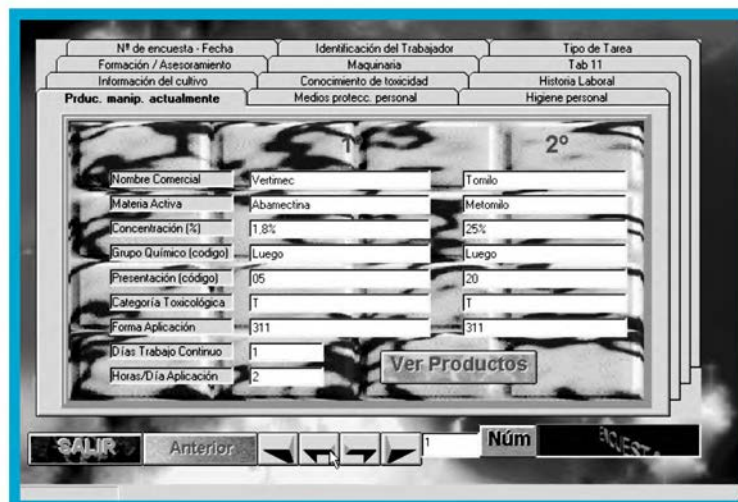 Nº de encuesta - Fecha Identificación del Trabajador Tipo de Tarea
Formación / Asesoramiento Maquinaria Tab 11
Información del cultivo Conocimiento de toxicidad Historia Laboral
Prduc. manip. actualmente Medios protecc. personal Higiene personal
1º 2º
Nombre Comercial Vertimec Tomilo
Materia Activa Abamectina Metomilo
Concentración (%) 1,8% 25%
Grupo Químico (codigo) Luego Luego
Presentación (código) 05 20
Categoría Toxicológica T T
Forma Aplicación 311 311
Días Trabajo Continuo 1
Horas/Día Aplicación 2
Ver Productos
SALIR Anterior 1 Núm